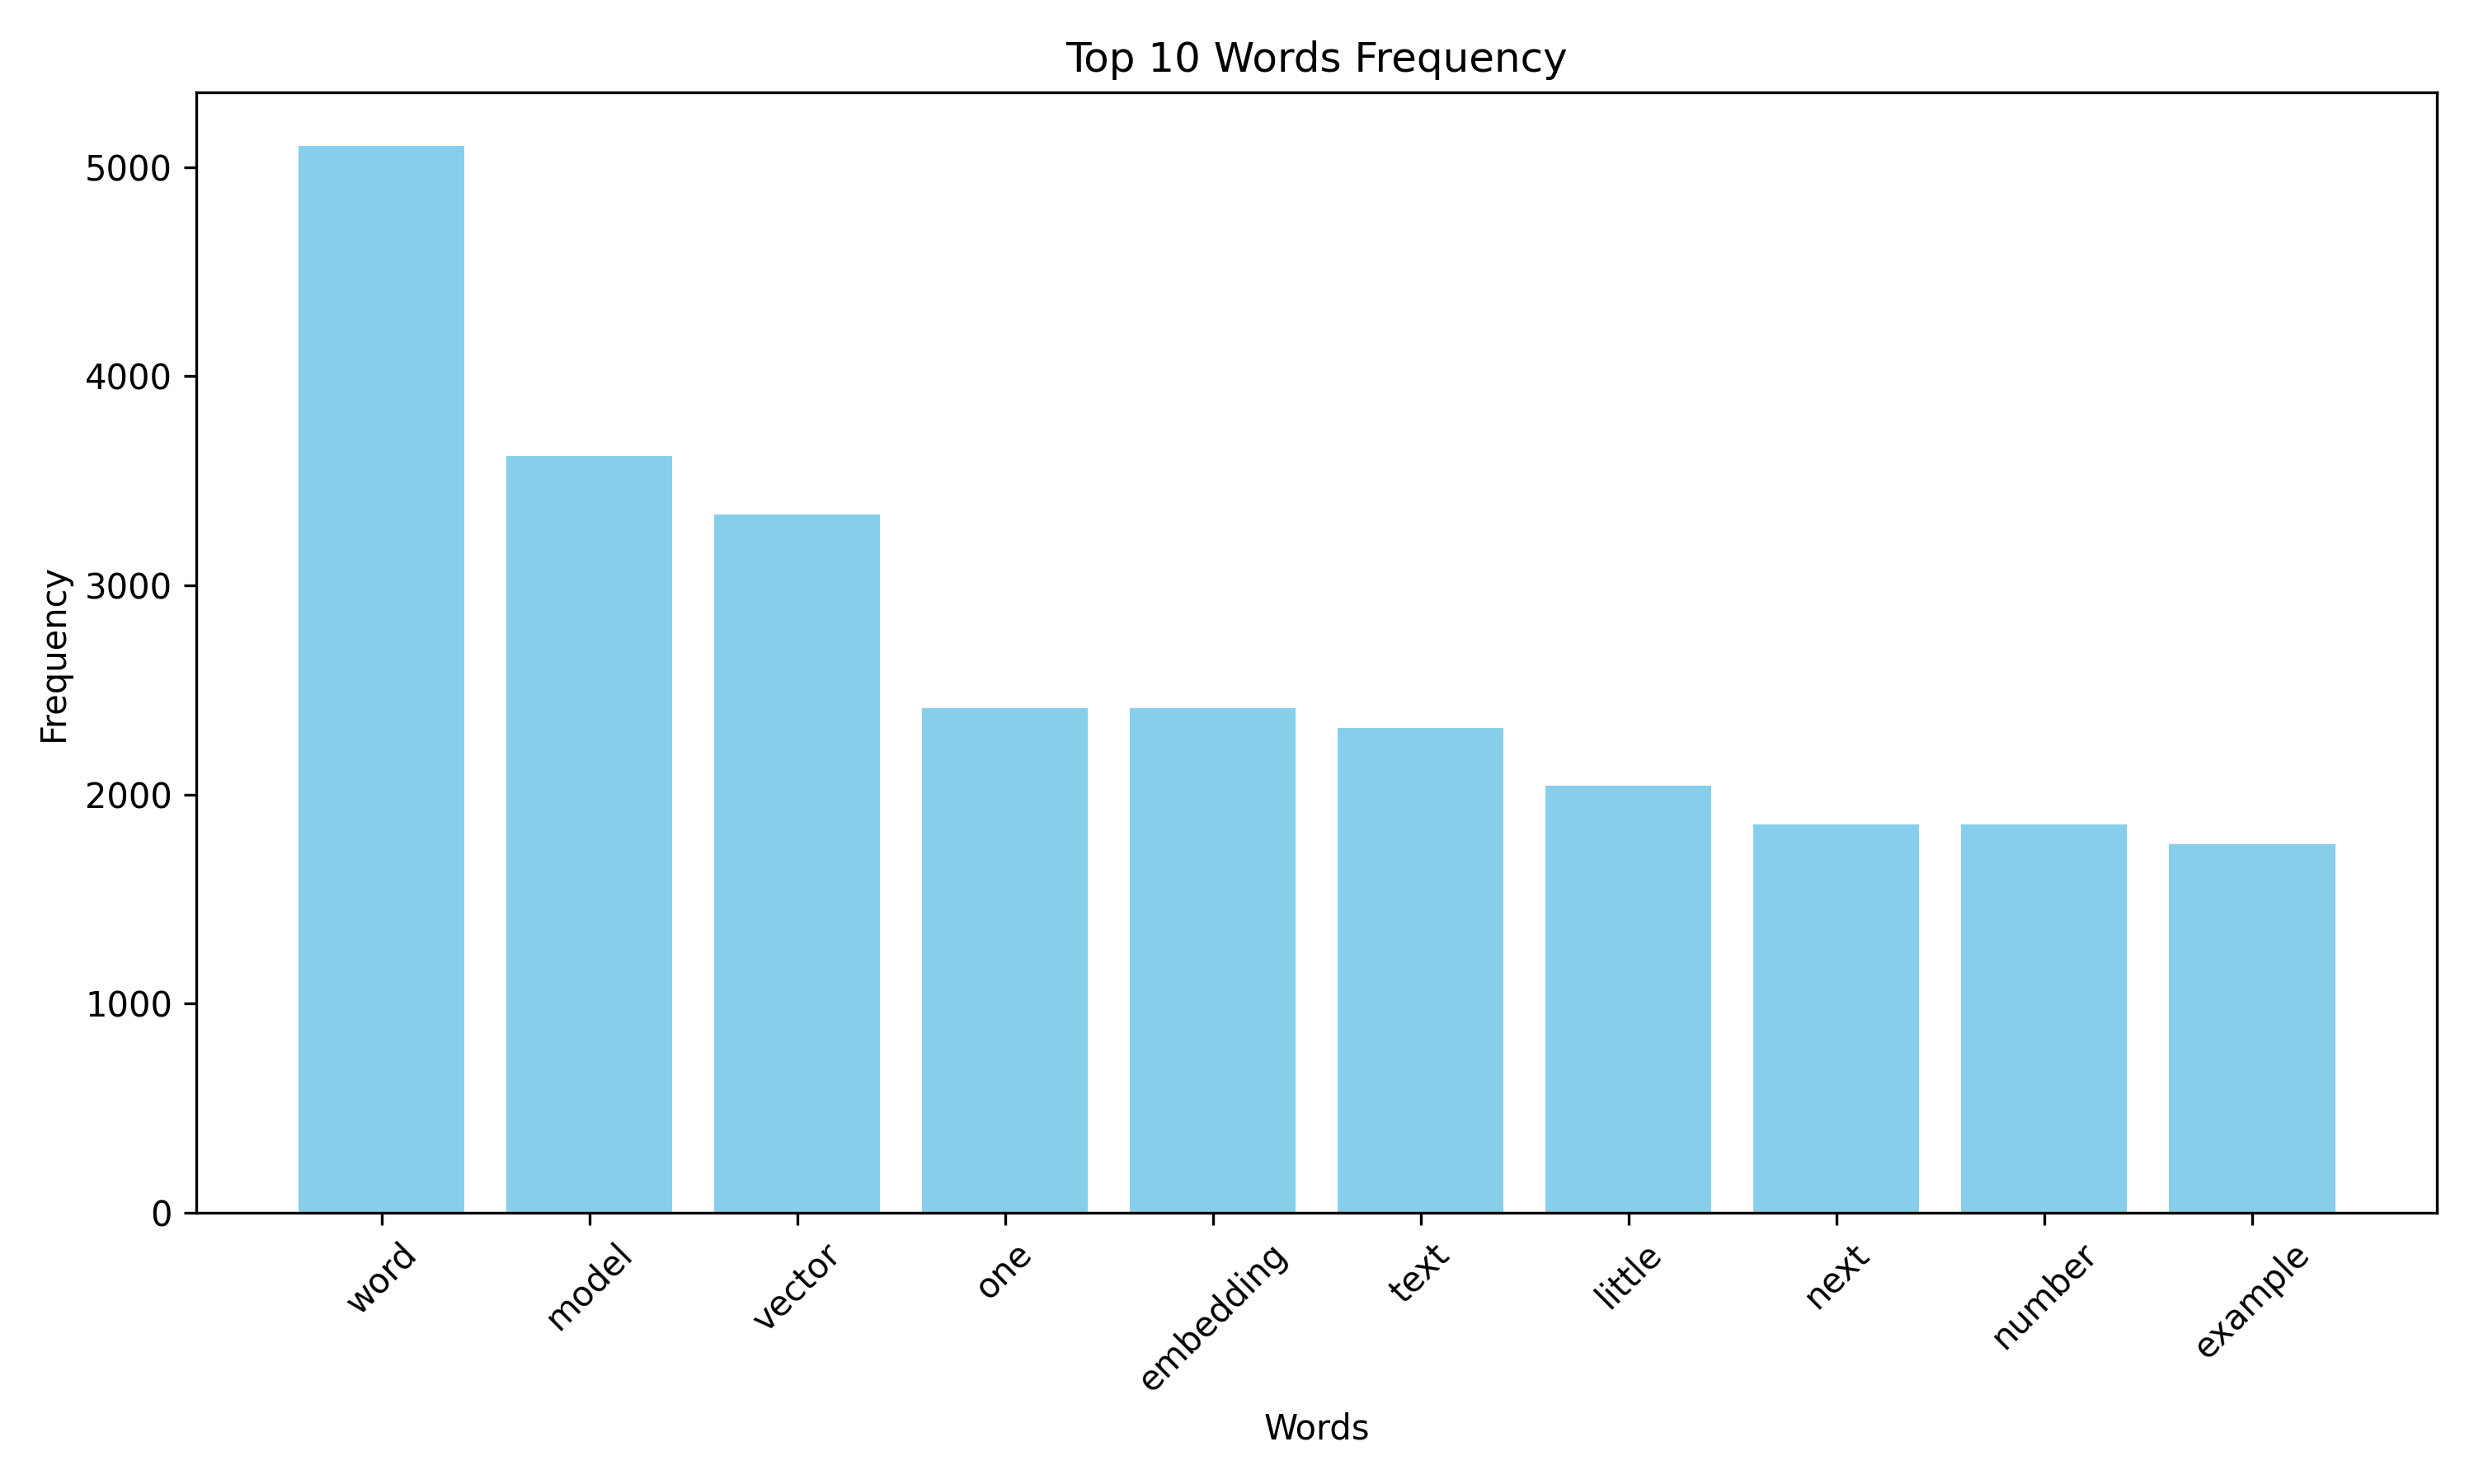 Top 10 Words Frequency
Frequency
5000
4000
3000
2000
1000
0
word
model
vector
one
embedding
text
little
next
number
example
Words